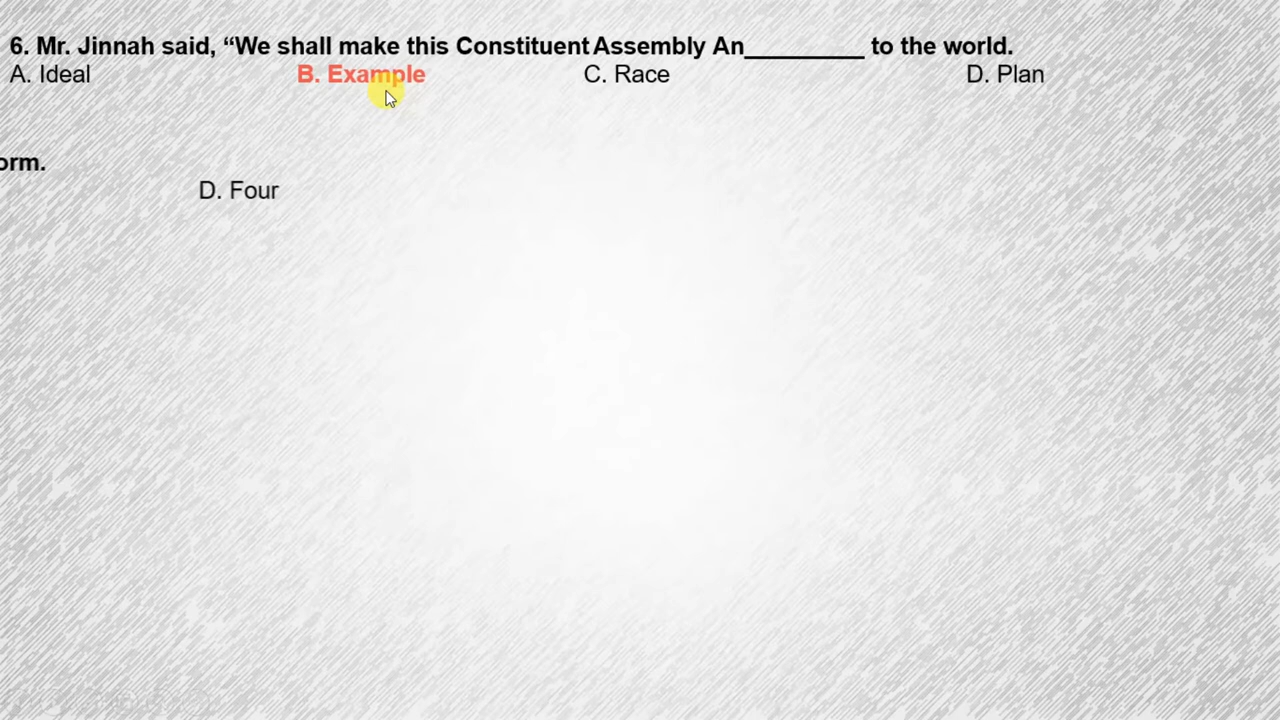 6. Mr. Jinnah said, “We shall make this Constituent Assembly An_________ to the world.
A. Ideal B. Example C. Race D. Plan
orm.
D. Four